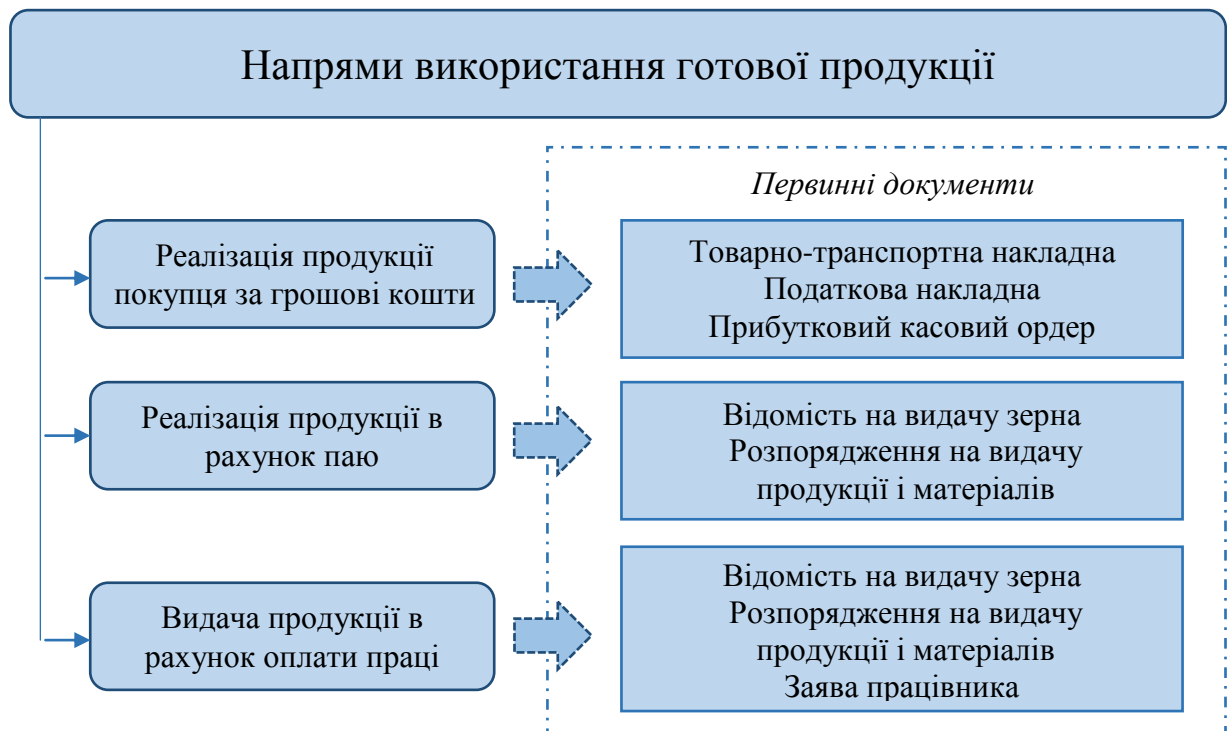 Напрями використання готової продукції
Первинні документи
Реалізація продукції
покупця за грошові кошти
Товарно-транспортна накладна
Податкова накладна
Прибутковий касовий ордер
Реалізація продукції в
рахунок паю
Відомість на видачу зерна
Розпорядження на видачу
продукції і матеріалів
Видача продукції в
рахунок оплати праці
Відомість на видачу зерна
Розпорядження на видачу
продукції і матеріалів
Заява працівника